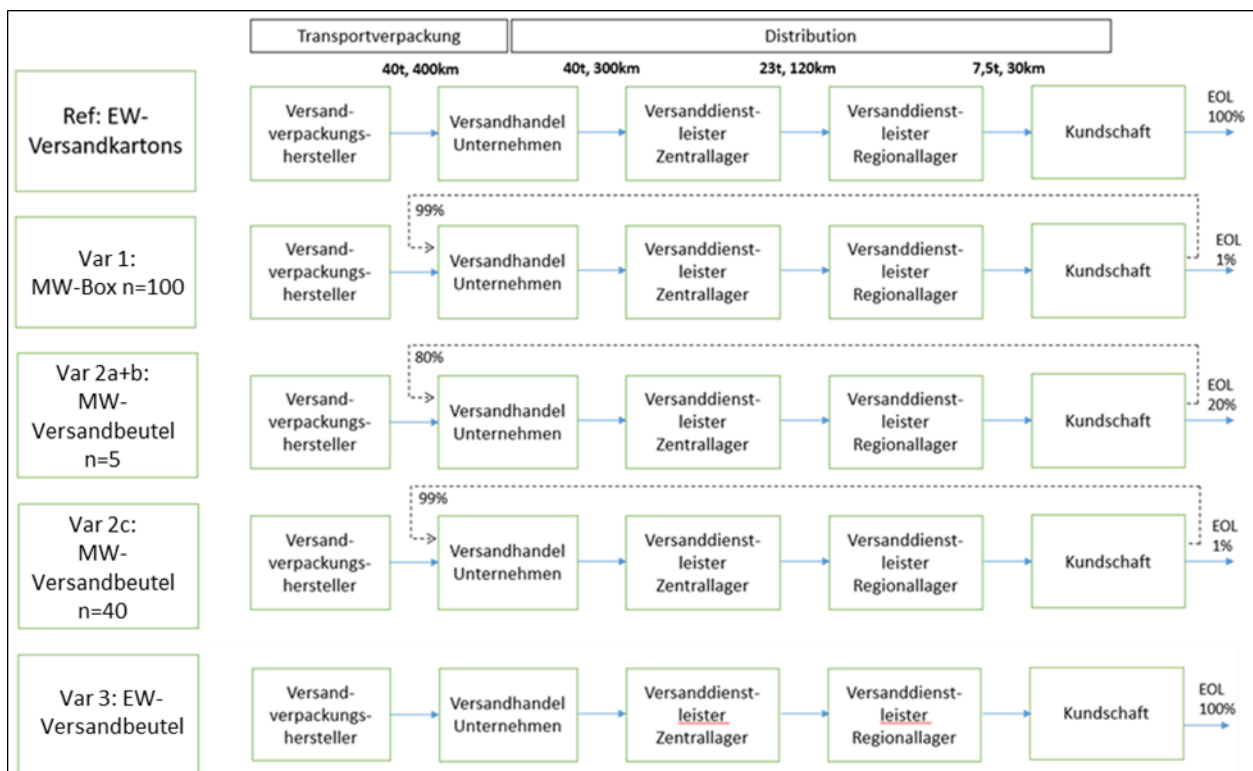 Transportverpackung
Distribution
40t, 400km
40t, 300km
23t, 120km
7,5t, 30km
Ref: EW-
Versandkartons
Versand-
verpackungs-
hersteller
Versandhandel
Unternehmen
Versanddienst-
leister
Zentrallager
Versanddienst-
leister
Regionallager
Kundschaft
EOL
100%
Var 1:
MW-Box n=100
99%
Versand-
verpackungs-
hersteller
Versandhandel
Unternehmen
Versanddienst-
leister
Zentrallager
Versanddienst-
leister
Regionallager
Kundschaft
EOL
1%
Var 2a+b:
MW-
Versandbeutel
n=5
80%
Versand-
verpackungs-
hersteller
Versandhandel
Unternehmen
Versanddienst-
leister
Zentrallager
Versanddienst-
leister
Regionallager
Kundschaft
EOL
20%
Var 2c:
MW-
Versandbeutel
n=40
99%
Versand-
verpackungs-
hersteller
Versandhandel
Unternehmen
Versanddienst-
leister
Zentrallager
Versanddienst-
leister
Regionallager
Kundschaft
EOL
1%
Var 3: EW-
Versandbeutel
Versand-
verpackungs-
hersteller
Versandhandel
Unternehmen
Versanddienst-
leister
Zentrallager
Versanddienst-
leister
Regionallager
Kundschaft
EOL
100%